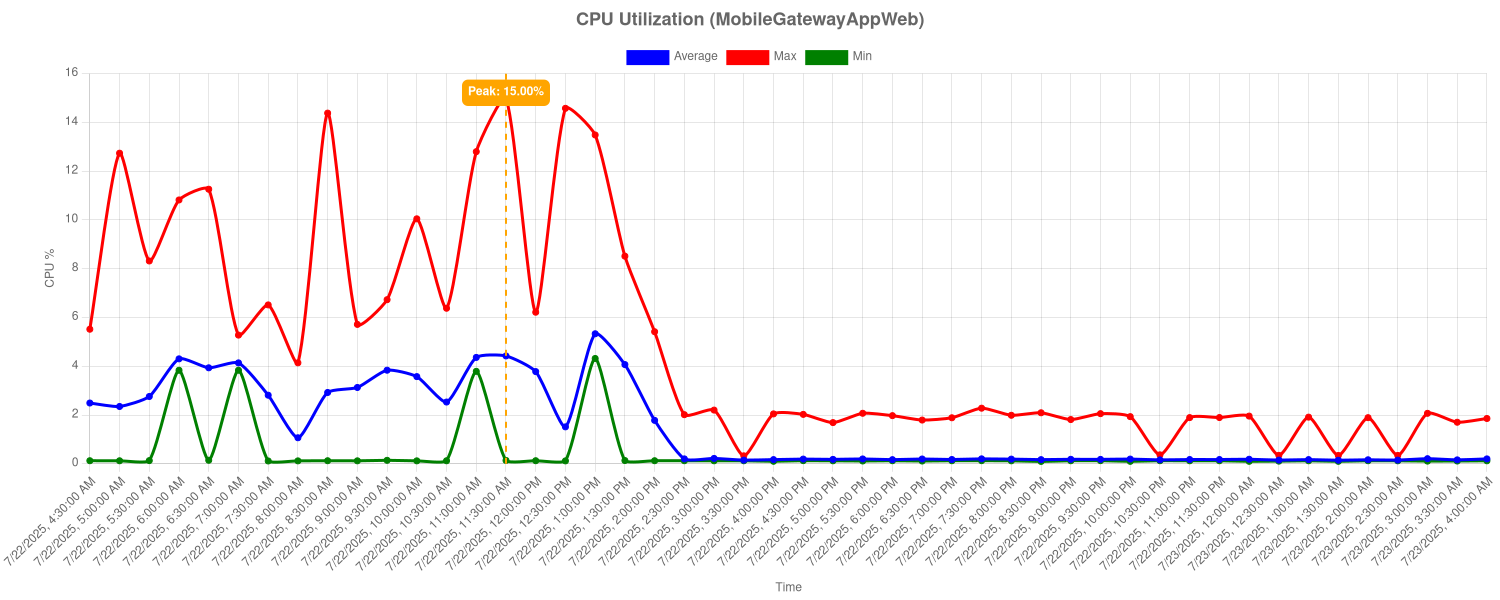 CPU Utilization (MobileGatewayAppWeb)
Average Max Min
Peak: 15.00%
CPU %
16
14
12
10
8
6
4
2
0
7/22/2025, 4:30:00 AM
7/22/2025, 5:00:00 AM
7/22/2025, 5:30:00 AM
7/22/2025, 6:00:00 AM
7/22/2025, 6:30:00 AM
7/22/2025, 7:00:00 AM
7/22/2025, 7:30:00 AM
7/22/2025, 8:00:00 AM
7/22/2025, 8:30:00 AM
7/22/2025, 9:00:00 AM
7/22/2025, 9:30:00 AM
7/22/2025, 10:00:00 AM
7/22/2025, 10:30:00 AM
7/22/2025, 11:00:00 AM
7/22/2025, 11:30:00 AM
7/22/2025, 12:00:00 PM
7/22/2025, 12:30:00 PM
7/22/2025, 1:00:00 PM
7/22/2025, 1:30:00 PM
7/22/2025, 2:00:00 PM
7/22/2025, 2:30:00 PM
7/22/2025, 3:00:00 PM
7/22/2025, 3:30:00 PM
7/22/2025, 4:00:00 PM
7/22/2025, 4:30:00 PM
7/22/2025, 5:00:00 PM
7/22/2025, 5:30:00 PM
7/22/2025, 6:00:00 PM
7/22/2025, 6:30:00 PM
7/22/2025, 7:00:00 PM
7/22/2025, 7:30:00 PM
7/22/2025, 8:00:00 PM
7/22/2025, 8:30:00 PM
7/22/2025, 9:00:00 PM
7/22/2025, 9:30:00 PM
7/22/2025, 10:00:00 PM
7/22/2025, 10:30:00 PM
7/22/2025, 11:00:00 PM
7/22/2025, 11:30:00 PM
7/23/2025, 12:00:00 AM
7/23/2025, 12:30:00 AM
7/23/2025, 1:00:00 AM
7/23/2025, 1:30:00 AM
7/23/2025, 2:00:00 AM
7/23/2025, 2:30:00 AM
7/23/2025, 3:00:00 AM
7/23/2025, 3:30:00 AM
7/23/2025, 4:00:00 AM
Time